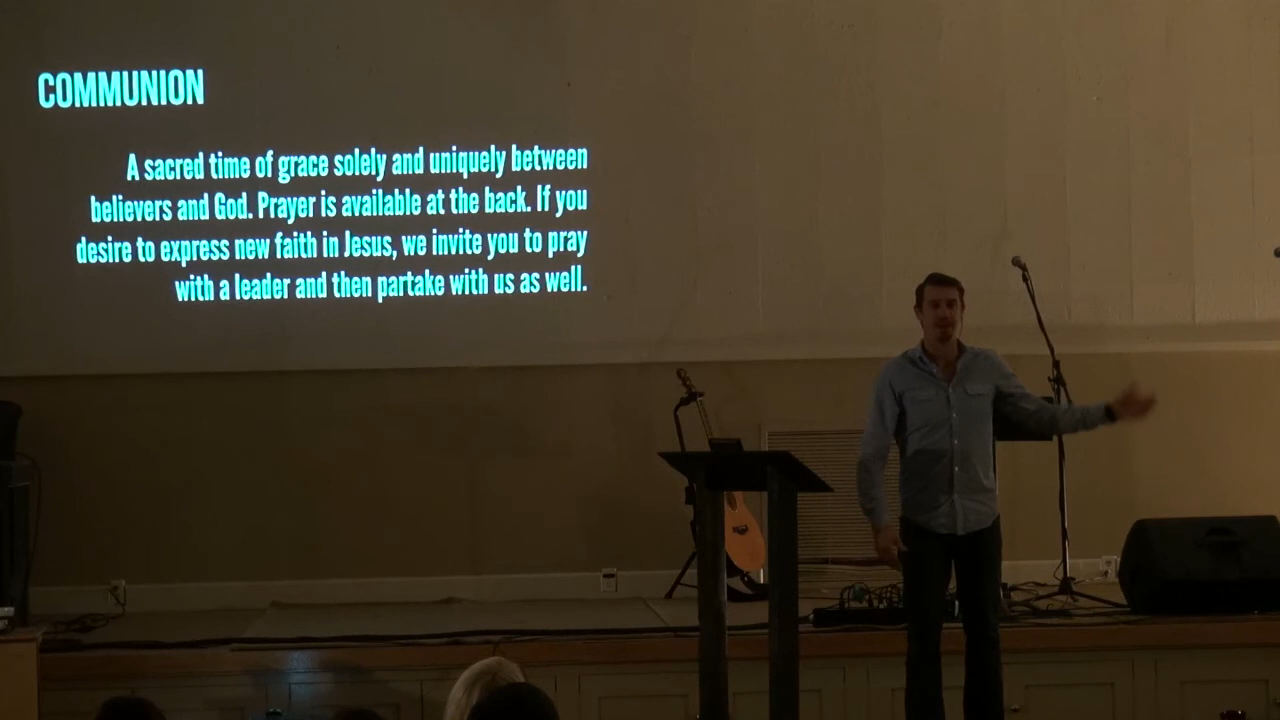 COMMUNION
A sacred time of grace solely and uniquely between
believers and God. Prayer is available at the back. If you
desire to express new faith in Jesus, we invite you to pray
with a leader and then partake with us as well.